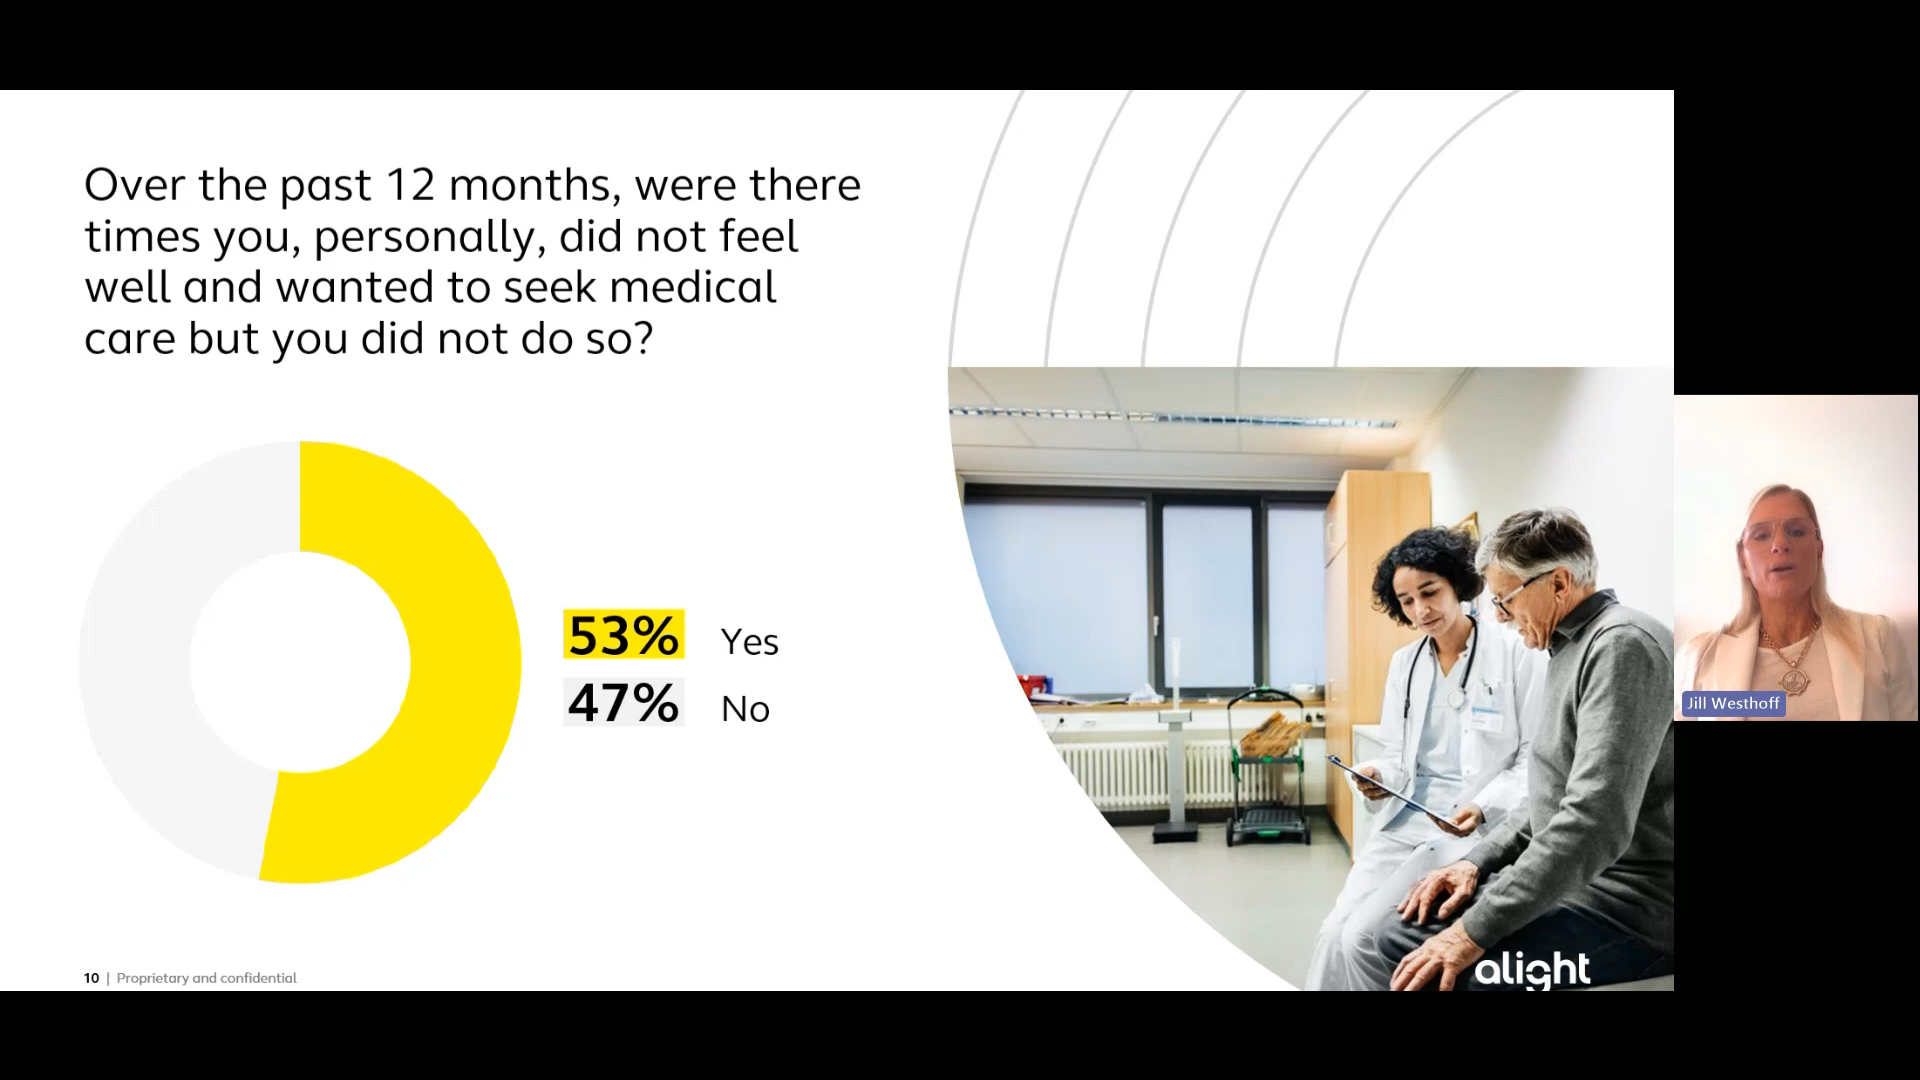 Over the past 12 months, were there
times you, personally, did not feel
well and wanted to seek medical
care but you did not do so?
53% Yes
47% No
Jill Westhoff
10 | Proprietary and confidential
alight